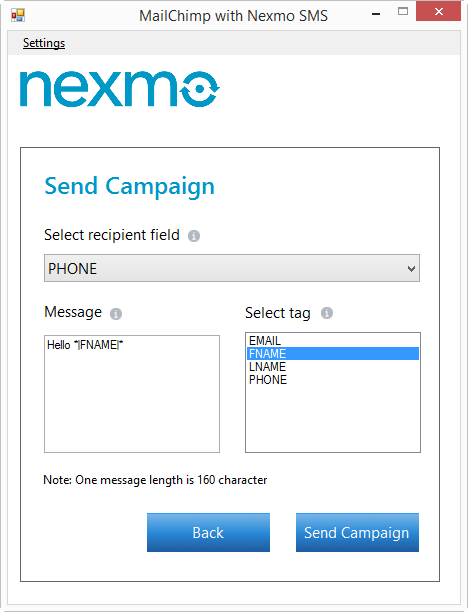 MailChimp with Nexmo SMS
Settings
nexmo
Send Campaign
Select recipient field
PHONE
Message
Select tag
Hello *|FNAME|*
EMAIL
FNAME
LNAME
PHONE
Note: One message length is 160 character
Back
Send Campaign